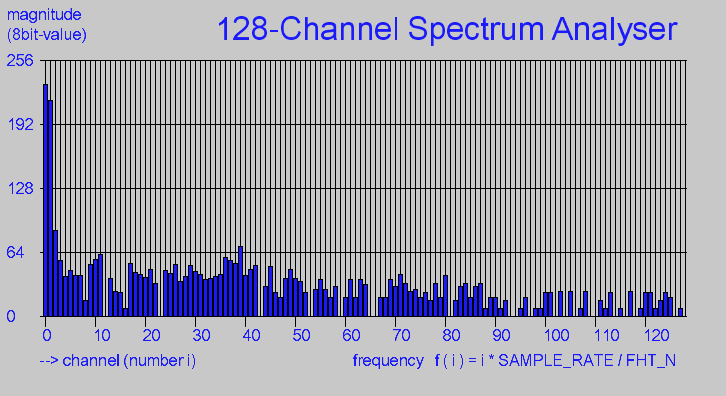 magnitude
(8bit-value)
128-Channel Spectrum Analyser
256
192
128
64
0
0 10 20 30 40 50 60 70 80 90 100 110 120
--> channel (number i)
frequency f ( i ) = i * SAMPLE_RATE / FHT_N